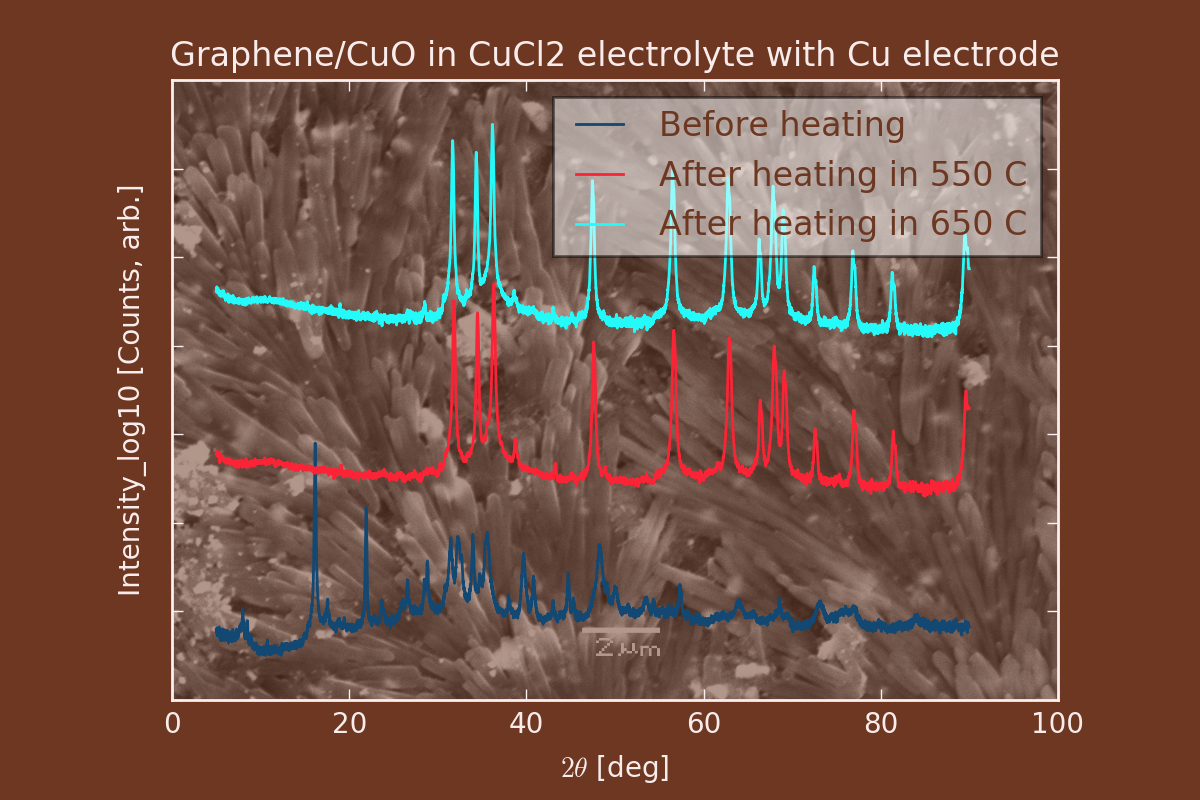 Graphene/CuO in CuCl2 electrolyte with Cu electrode
Before heating
After heating in 550 C
After heating in 650 C
Intensity_log10 [Counts, arb.]
2 μm
0 20 40 60 80 100
2θ [deg]